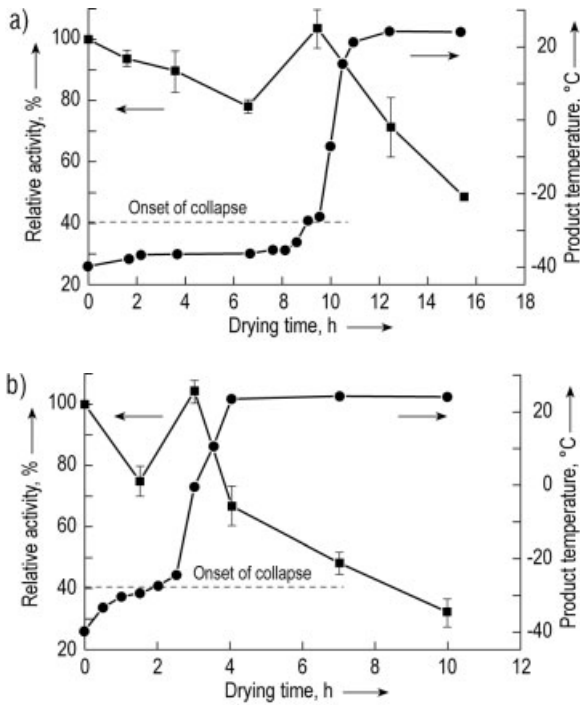 a)
Relative activity, %
100
80
60
40
20
Onset of collapse
20
0
-20
-40
Product temperature, °C
0 2 4 6 8 10 12 14 16 18
Drying time, h
b)
Relative activity, %
100
80
60
40
20
Onset of collapse
20
0
-20
-40
Product temperature, °C
0 2 4 6 8 10 12
Drying time, h